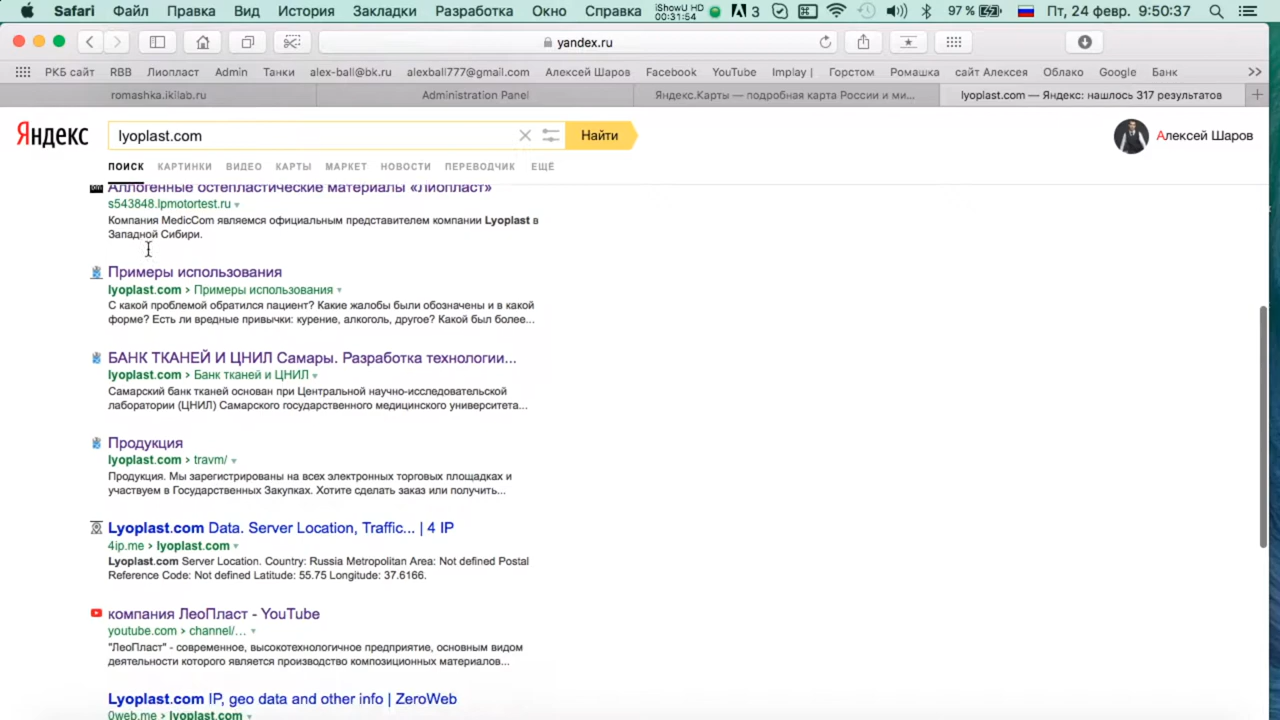 Safari Файл Правка Вид История Закладки Разработка Окно Справка iShowU HD 00:31:54 3 97 % Пт, 24 февр. 9:50:37
yandex.ru
РКБ сайт RBB Лиопласт Admin Танки alex-ball@bk.ru alexball777@gmail.com Алексей Шаров Facebook YouTube Implay | Горстом Ромашка сайт Алексея Облако Google Банк
romashka.ikilab.ru Administration Panel Яндекс.Карты — подробная карта России и ми... lyoplast.com — Яндекс: нашлось 317 результатов
Яндекс lyoplast.com Найти Алексей Шаров
ПОИСК КАРТИНКИ ВИДЕО КАРТЫ МАРКЕТ НОВОСТИ ПЕРЕВОДЧИК ЕЩЁ
Аллогенные остепластические материалы «Лиопласт»
s543848.lpmotortest.ru
Компания MedicCom являемся официальным представителем компании Lyoplast в
Западной Сибири.
Примеры использования
lyoplast.com › Примеры использования
С какой проблемой обратился пациент? Какие жалобы были обозначены и в какой
форме? Есть ли вредные привычки: курение, алкоголь, другое? Какой был более...
БАНК ТКАНЕЙ И ЦНИЛ Самары. Разработка технологии...
lyoplast.com › Банк тканей и ЦНИЛ
Самарский банк тканей основан при Центральной научно-исследовательской
лаборатории (ЦНИЛ) Самарского государственного медицинского университета...
Продукция
lyoplast.com › travm/
Продукция. Мы зарегистрированы на всех электронных торговых площадках и
участвуем в Государственных Закупках. Хотите сделать заказ или получить...
Lyoplast.com Data. Server Location, Traffic... | 4 IP
4ip.me › lyoplast.com
Lyoplast.com Server Location. Country: Russia Metropolitan Area: Not defined Postal
Reference Code: Not defined Latitude: 55.75 Longitude: 37.6166.
компания ЛеоПласт - YouTube
youtube.com › channel/...
"ЛеоПласт" - современное, высокотехнологичное предприятие, основным видом
деятельности которого является производство композиционных материалов...
Lyoplast.com IP, geo data and other info | ZeroWeb
0web.me › lyoplast.com